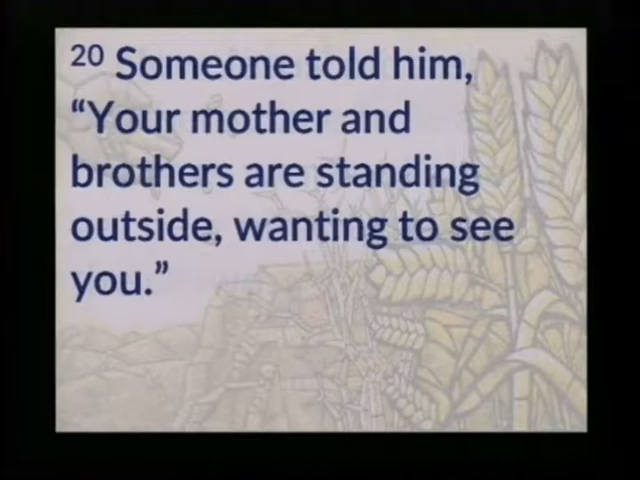 20 Someone told him,
“Your mother and
brothers are standing
outside, wanting to see
you.”